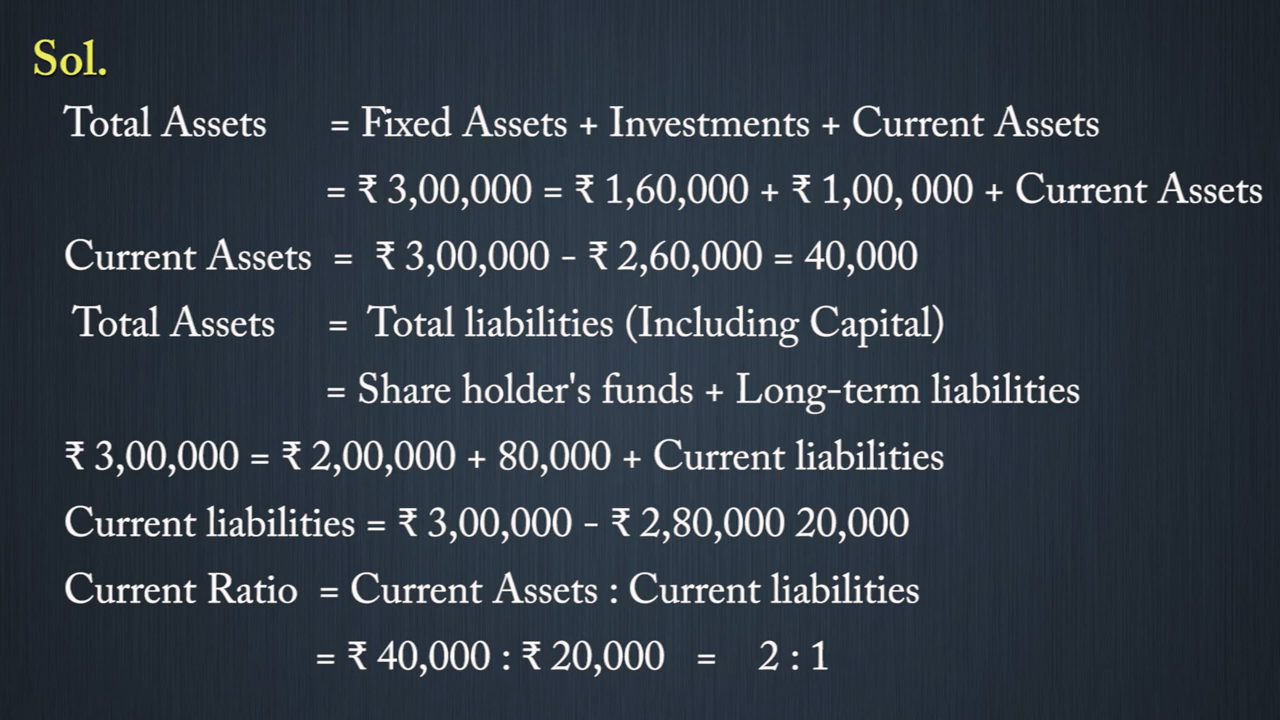 Sol.
Total Assets = Fixed Assets + Investments + Current Assets
= ₹ 3,00,000 = ₹ 1,60,000 + ₹ 1,00, 000 + Current Assets
Current Assets = ₹ 3,00,000 - ₹ 2,60,000 = 40,000
Total Assets = Total liabilities (Including Capital)
= Share holder's funds + Long-term liabilities
₹ 3,00,000 = ₹ 2,00,000 + 80,000 + Current liabilities
Current liabilities = ₹ 3,00,000 - ₹ 2,80,000 20,000
Current Ratio = Current Assets : Current liabilities
= ₹ 40,000 : ₹ 20,000 = 2 : 1